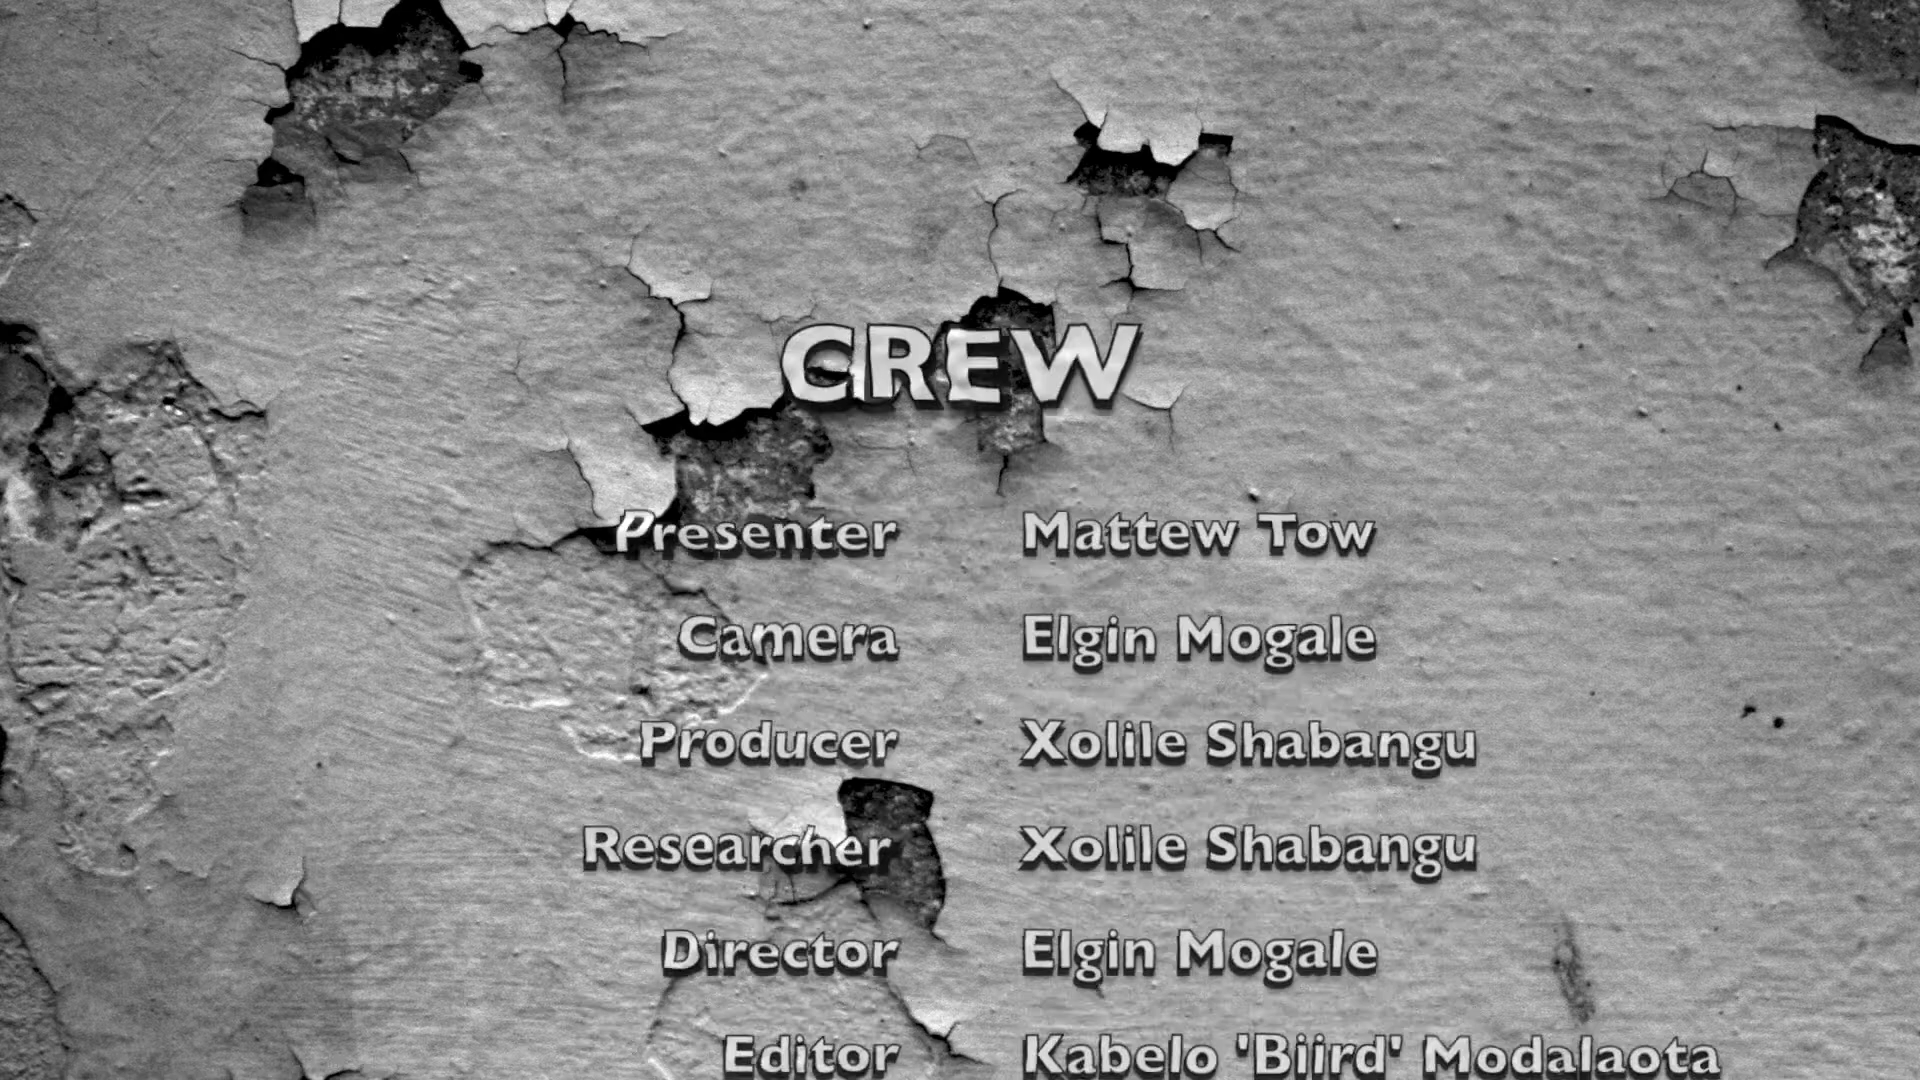 CREW
Presenter Mattew Tow
Camera Elgin Mogale
Producer Xolile Shabangu
Researcher Xolile Shabangu
Director Elgin Mogale
Editor Kabelo 'Biird' Modalaota